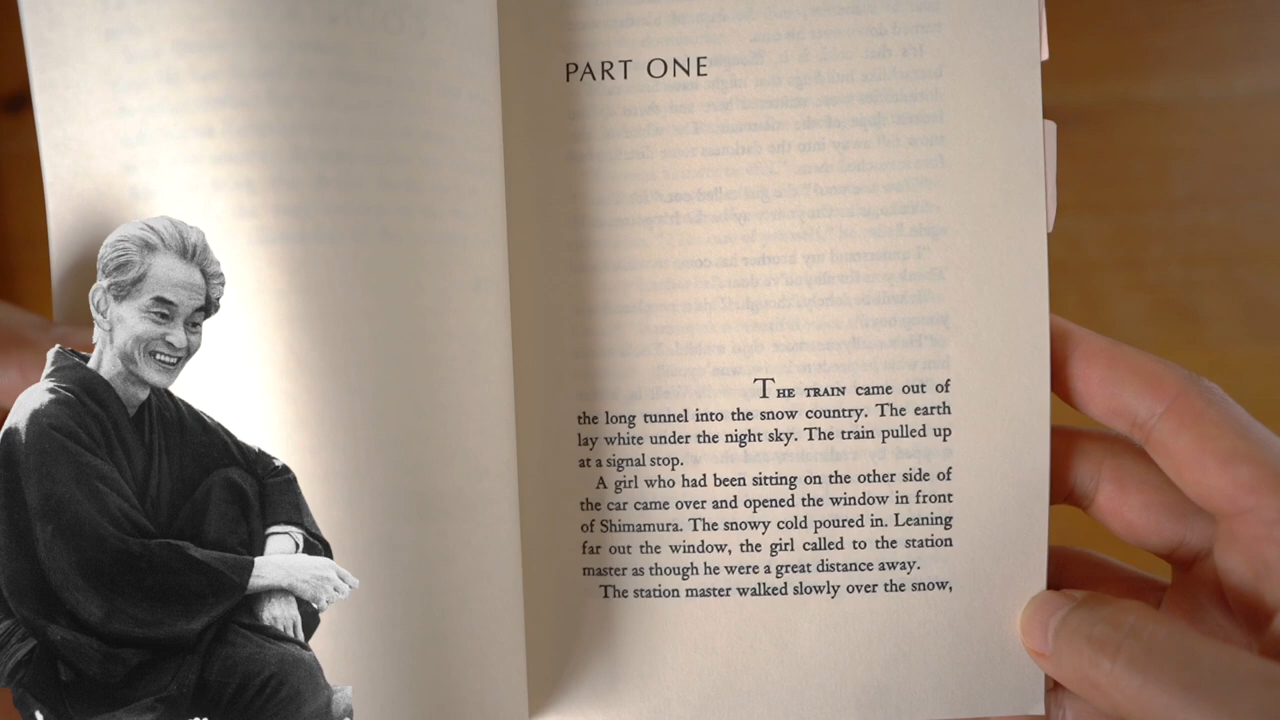 PART ONE
THE TRAIN came out of
the long tunnel into the snow country. The earth
lay white under the night sky. The train pulled up
at a signal stop.
A girl who had been sitting on the other side of
the car came over and opened the window in front
of Shimamura. The snowy cold poured in. Leaning
far out the window, the girl called to the station
master as though he were a great distance away.
The station master walked slowly over the snow,